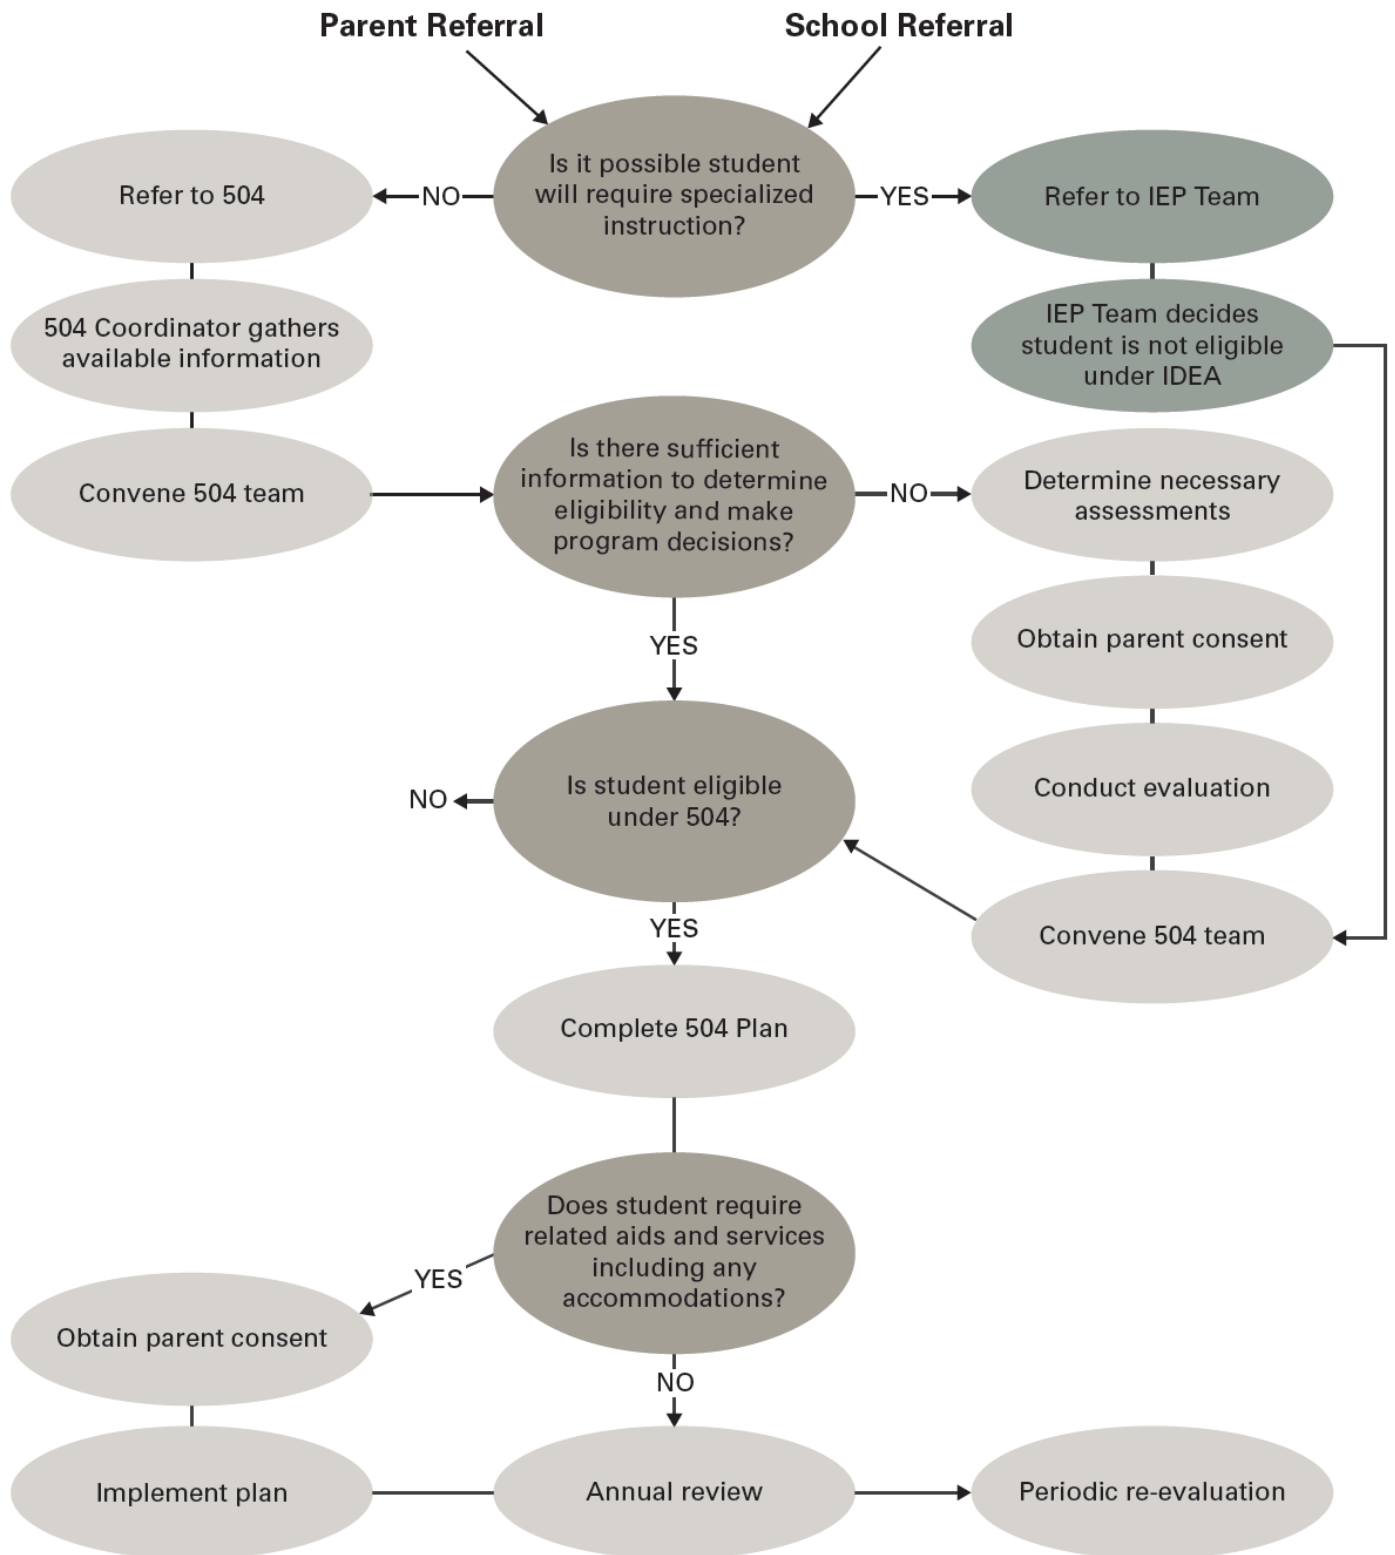 Parent Referral
School Referral
Is it possible student
will require specialized
instruction?
NO
YES
Refer to 504
Refer to IEP Team
504 Coordinator gathers
available information
IEP Team decides
student is not eligible
under IDEA
Convene 504 team
Is there sufficient
information to determine
eligibility and make
program decisions?
NO
Determine necessary
assessments
YES
Obtain parent consent
Is student eligible
under 504?
NO
Conduct evaluation
YES
Convene 504 team
Complete 504 Plan
Does student require
related aids and services
including any
accommodations?
YES
Obtain parent consent
NO
Implement plan
Annual review
Periodic re-evaluation